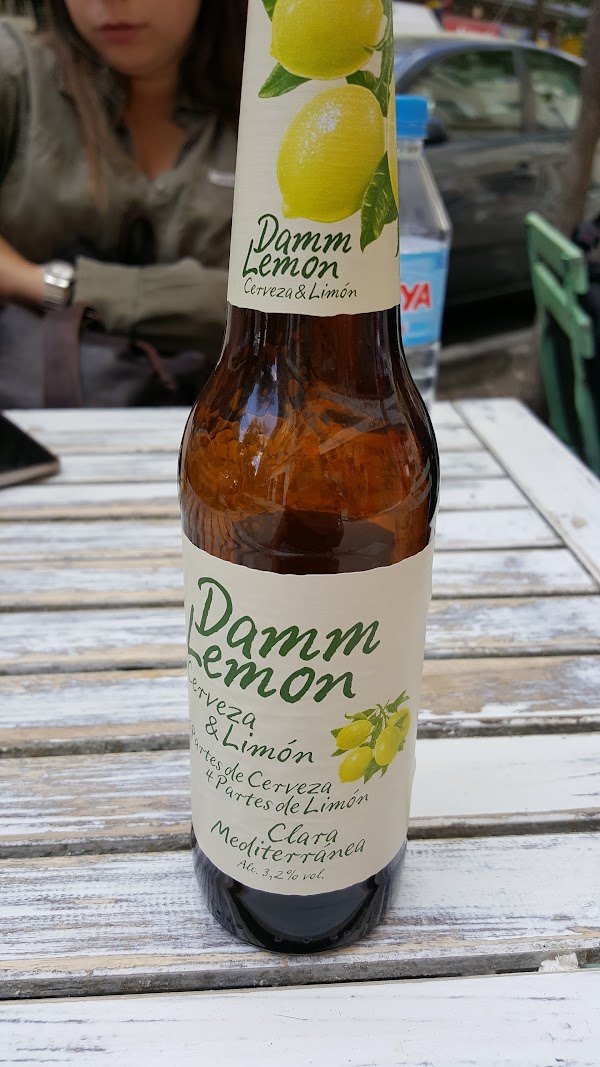 Damm
Lemon
Cerveza & Limón
YA
Damm
Lemon
Cerveza
& Limón
Partes de Cerveza
4 Partes de Limón
Clara
Mediterránea
Alc. 3,2% vol.